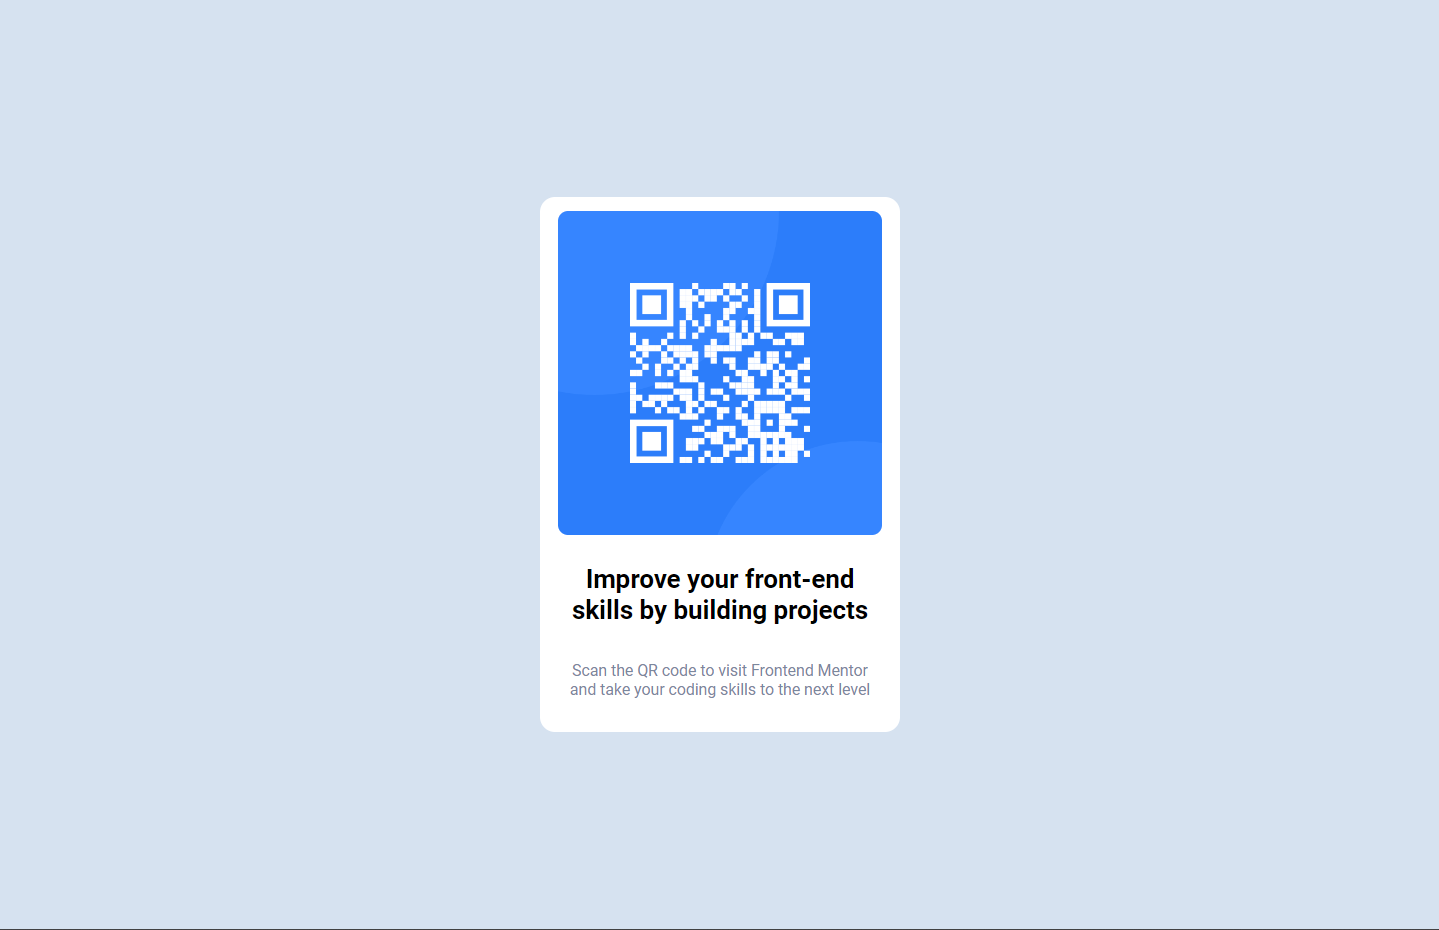 Improve your front-end
skills by building projects
Scan the QR code to visit Frontend Mentor
and take your coding skills to the next level